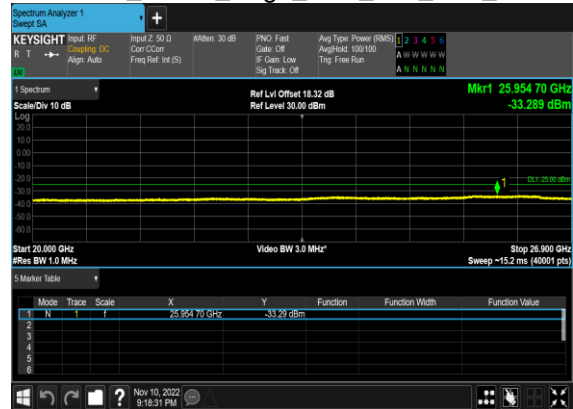 Spectrum Analyzer 1
Swept SA
+
KEYSIGHT Input: RF Input Z: 50 Ω #Atten: 30 dB PNO: Fast Avg Type: Power (RMS) 1 2 3 4 5 6
R T Coupling: DC Corr CCorr Gate: Off Avg|Hold: 100/100 A W W W W W
Align: Auto Freq Ref: Int (S) IF Gain: Low Trig: Free Run
LW Sig Track: Off A N N N N N
1 Spectrum Ref Lvl Offset 18.32 dB Mkr1 25.954 70 GHz
Scale/Div 10 dB Ref Level 30.00 dBm -33.289 dBm
Log
20.0
10.0
0.00
-10.0
-20.0 1 DL1 -25.00 dBm
-30.0
-40.0
-50.0
-60.0
Start 20.000 GHz Video BW 3.0 MHz* Stop 26.900 GHz
#Res BW 1.0 MHz Sweep ~15.2 ms (40001 pts)
5 Marker Table
Mode Trace Scale X Y Function Function Width Function Value
1 N 1 f 25.954 70 GHz -33.29 dBm
2
3
4
5
6
? Nov 10, 2022
9:18:31 PM